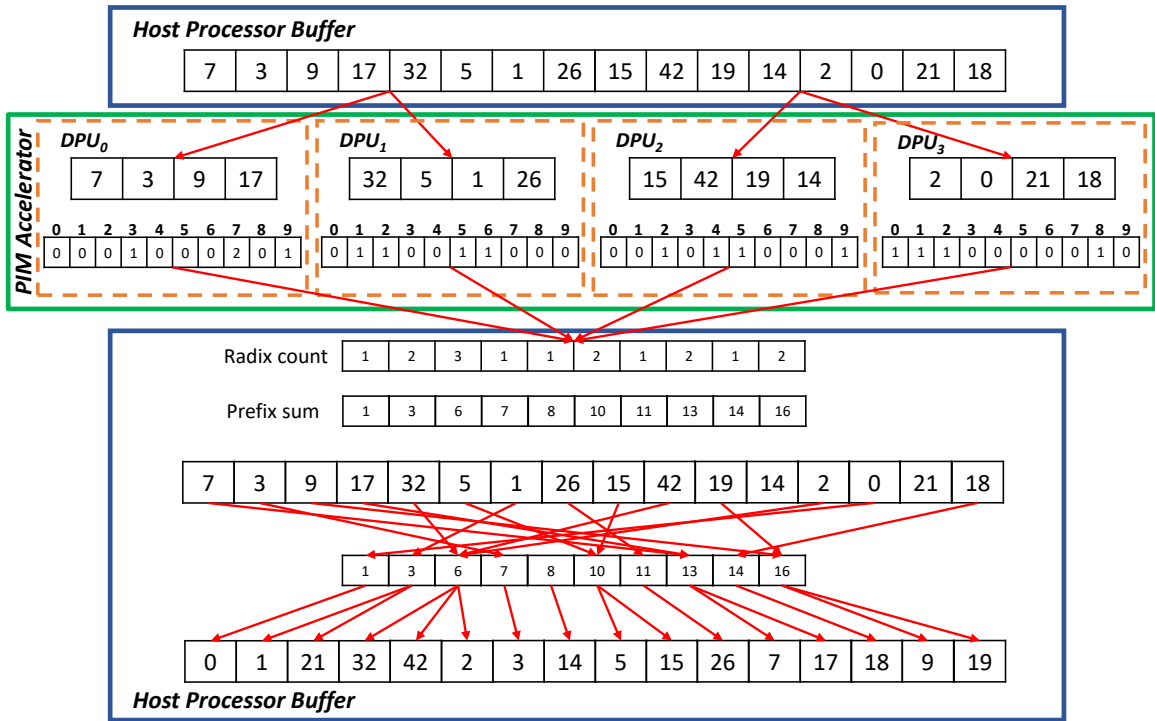 Host Processor Buffer
7 3 9 17 32 5 1 26 15 42 19 14 2 0 21 18
PIM Accelerator
DPU0 DPU1 DPU2 DPU3
7 3 9 17 32 5 1 26 15 42 19 14 2 0 21 18
0 1 2 3 4 5 6 7 8 9 0 1 2 3 4 5 6 7 8 9 0 1 2 3 4 5 6 7 8 9 0 1 2 3 4 5 6 7 8 9
0 0 0 1 0 0 0 2 0 1 0 1 1 0 0 1 1 0 0 0 0 0 1 0 1 1 0 0 0 1 1 1 1 0 0 0 0 0 1 0
Radix count 1 2 3 1 1 2 1 2 1 2
Prefix sum 1 3 6 7 8 10 11 13 14 16
7 3 9 17 32 5 1 26 15 42 19 14 2 0 21 18
1 3 6 7 8 10 11 13 14 16
0 1 21 32 42 2 3 14 5 15 26 7 17 18 9 19
Host Processor Buffer